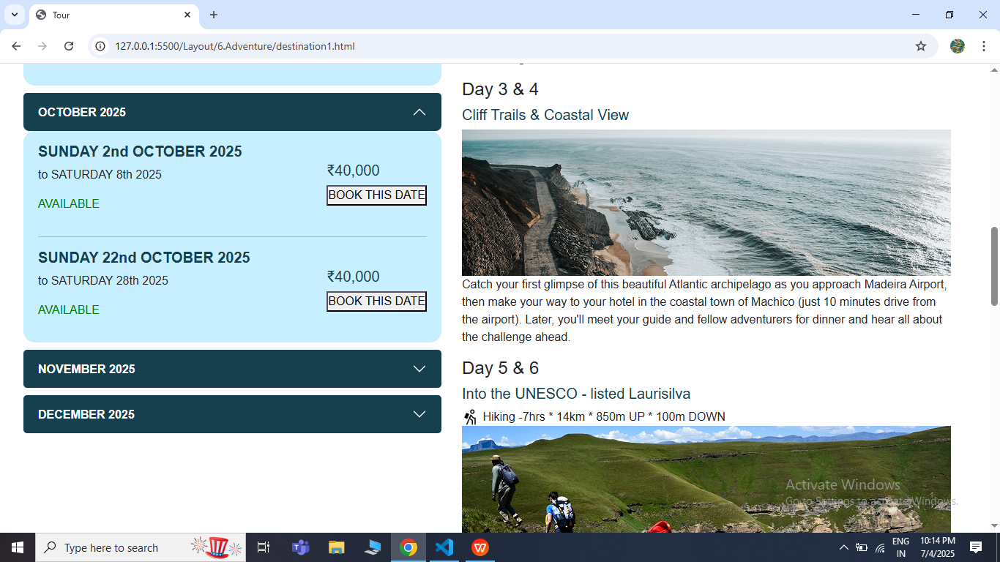 Tour
127.0.0.1:5500/Layout/6.Adventure/destination1.html
OCTOBER 2025
SUNDAY 2nd OCTOBER 2025
to SATURDAY 8th 2025
AVAILABLE
₹40,000
BOOK THIS DATE
SUNDAY 22nd OCTOBER 2025
to SATURDAY 28th 2025
AVAILABLE
₹40,000
BOOK THIS DATE
NOVEMBER 2025
DECEMBER 2025
Day 3 & 4
Cliff Trails & Coastal View
Catch your first glimpse of this beautiful Atlantic archipelago as you approach Madeira Airport,
then make your way to your hotel in the coastal town of Machico (just 10 minutes drive from
the airport). Later, you'll meet your guide and fellow adventurers for dinner and hear all about
the challenge ahead.
Day 5 & 6
Into the UNESCO - listed Laurisilva
Hiking -7hrs * 14km * 850m UP * 100m DOWN
Activate Windows
Go to Settings to activate Windows.
Type here to search
ENG
IN
10:14 PM
7/4/2025